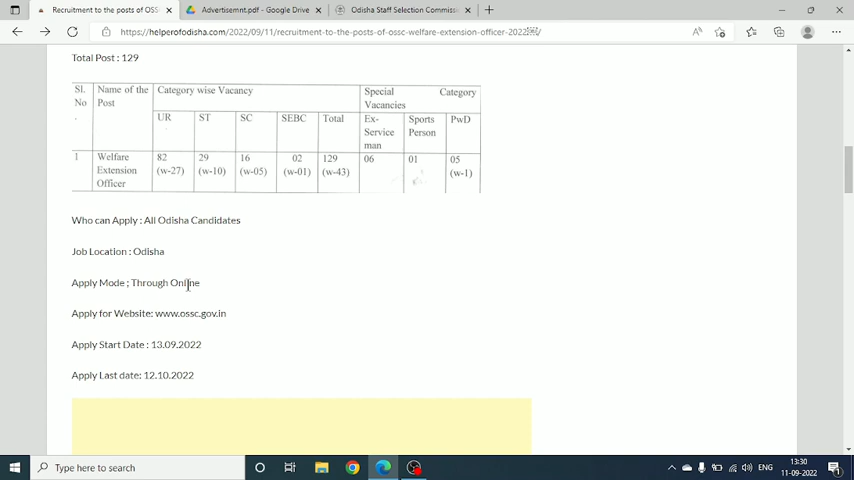 Recruitment to the posts of OSS
Advertisemnt.pdf - Google Drive
Odisha Staff Selection Commissi
https://helperofodisha.com/2022/09/11/recruitment-to-the-posts-of-ossc-welfare-extension-officer-2022
Total Post : 129
Sl. No Name of the Post Category wise Vacancy Special Category Vacancies
UR ST SC SEBC Total Ex-Service man Sports Person PwD
1 Welfare Extension Officer 82 (w-27) 29 (w-10) 16 (w-05) 02 (w-01) 129 (w-43) 06 01 05 (w-1)
Who can Apply : All Odisha Candidates
Job Location : Odisha
Apply Mode ; Through Online
Apply for Website: www.ossc.gov.in
Apply Start Date : 13.09.2022
Apply Last date: 12.10.2022
Type here to search
ENG
13:30
11-09-2022